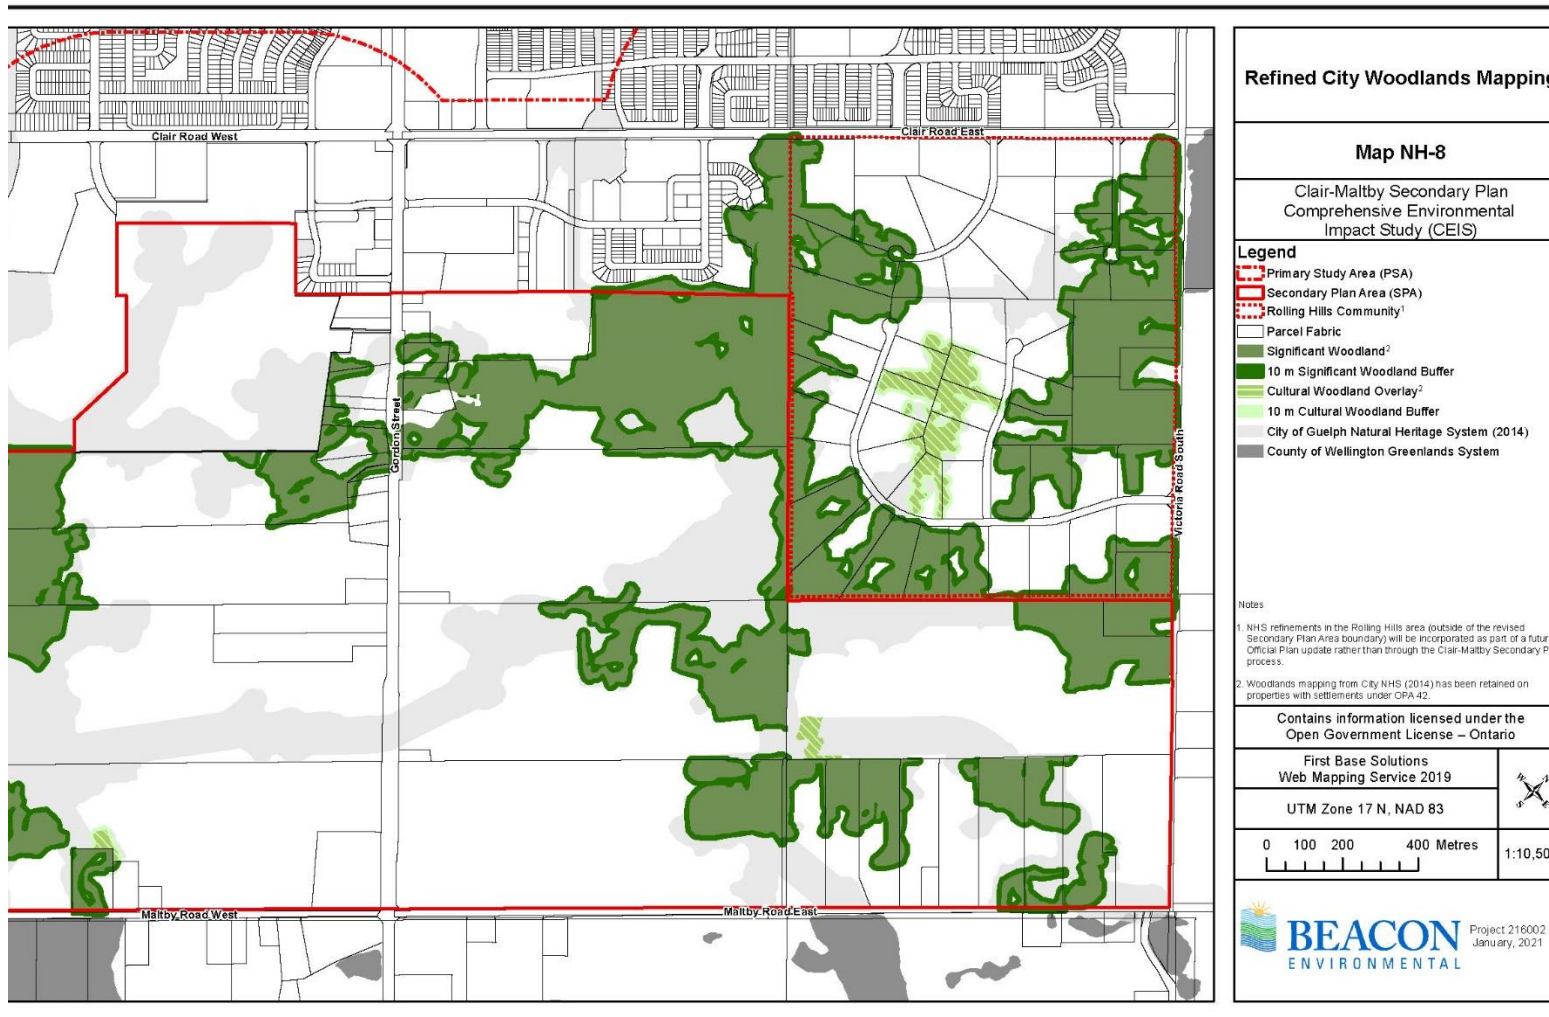 Clair Road West
Clair Road East
Gordon Street
Victoria Road South
Maltby Road West
Maltby Road East
Refined City Woodlands Mapping
Map NH-8
Clair-Maltby Secondary Plan
Comprehensive Environmental
Impact Study (CEIS)
Legend
Primary Study Area (PSA)
Secondary Plan Area (SPA)
Rolling Hills Community1
Parcel Fabric
Significant Woodland2
10 m Significant Woodland Buffer
Cultural Woodland Overlay2
10 m Cultural Woodland Buffer
City of Guelph Natural Heritage System (2014)
County of Wellington Greenlands System
Notes
1. NHS refinements in the Rolling Hills area (outside of the revised
Secondary Plan Area boundary) will be incorporated as part of a futur
Official Plan update rather than through the Clair-Maltby Secondary P
process.
2. Woodlands mapping from City NHS (2014) has been retained on
properties with settlements under OPA 42.
Contains information licensed under the
Open Government License – Ontario
First Base Solutions
Web Mapping Service 2019
UTM Zone 17 N, NAD 83
W N
S E
0 100 200 400 Metres
1:10,50
BEACON
ENVIRONMENTAL
Project 216002
January, 2021